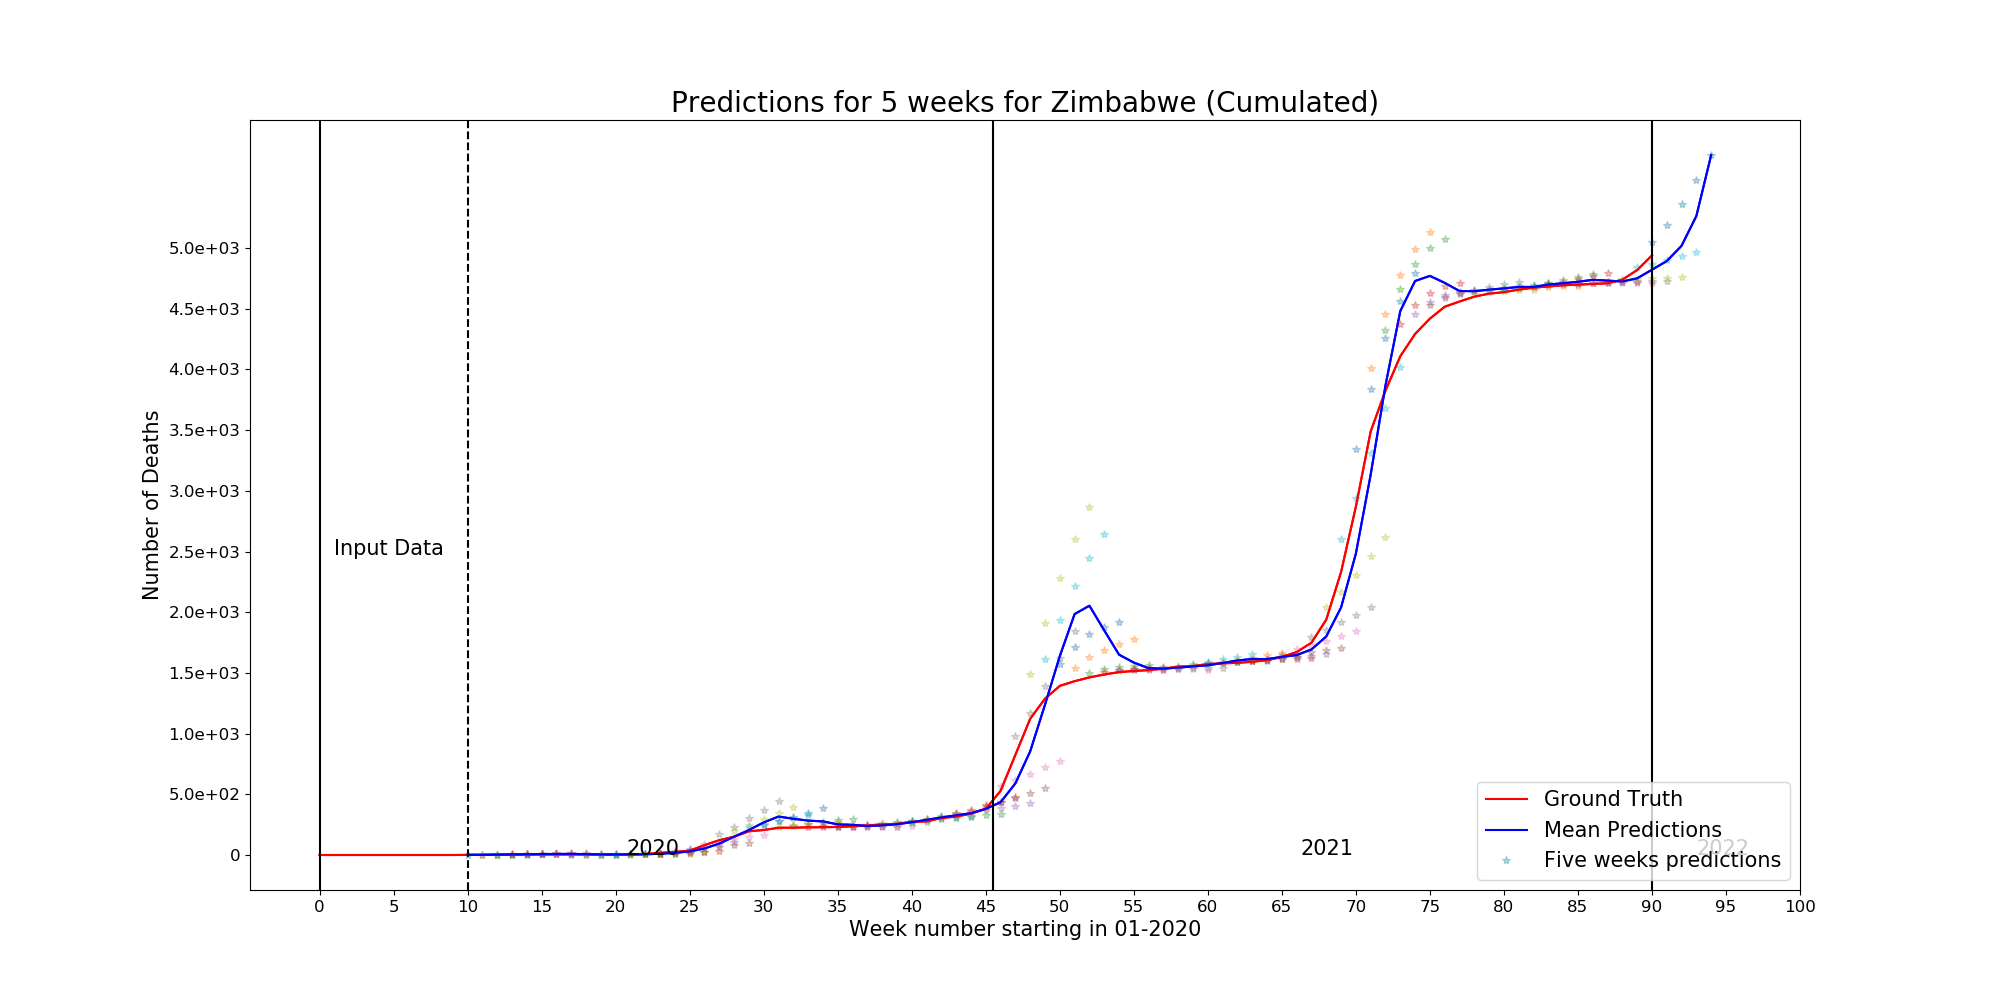 Predictions for 5 weeks for Zimbabwe (Cumulated)
Number of Deaths
5.0e+03
4.5e+03
4.0e+03
3.5e+03
3.0e+03
2.5e+03
2.0e+03
1.5e+03
1.0e+03
5.0e+02
0
Input Data
2020
2021
2022
Ground Truth
Mean Predictions
Five weeks predictions
0 5 10 15 20 25 30 35 40 45 50 55 60 65 70 75 80 85 90 95 100
Week number starting in 01-2020